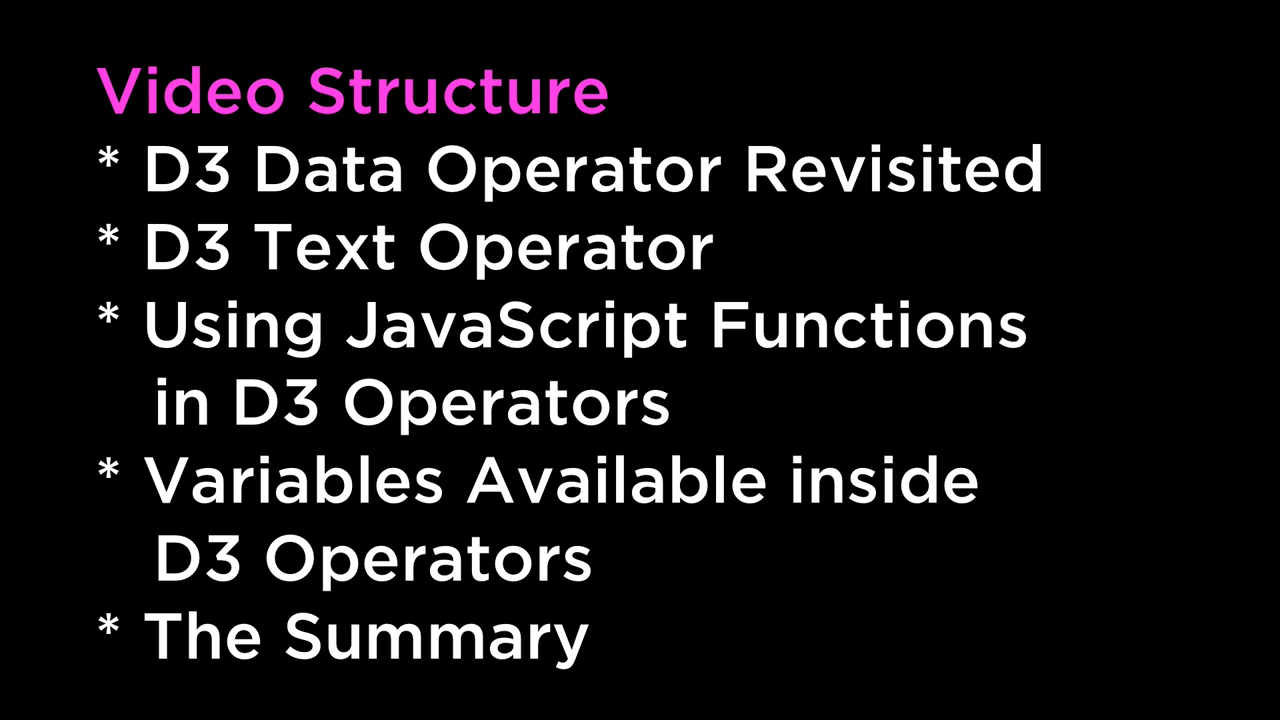 Video Structure
* D3 Data Operator Revisited
* D3 Text Operator
* Using JavaScript Functions
in D3 Operators
* Variables Available inside
D3 Operators
* The Summary